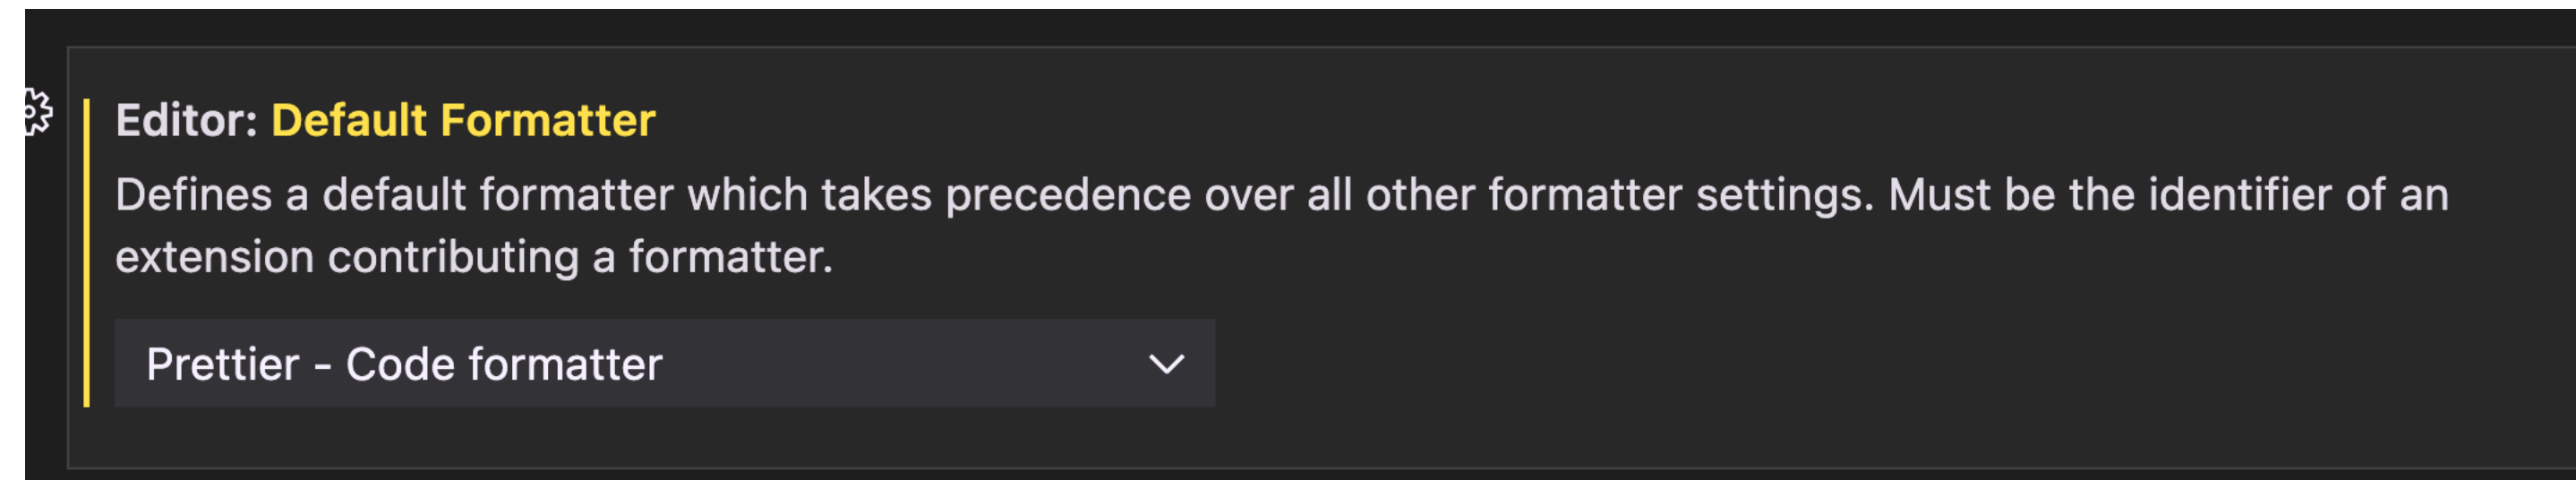 Editor: Default Formatter
Defines a default formatter which takes precedence over all other formatter settings. Must be the identifier of an
extension contributing a formatter.
Prettier - Code formatter